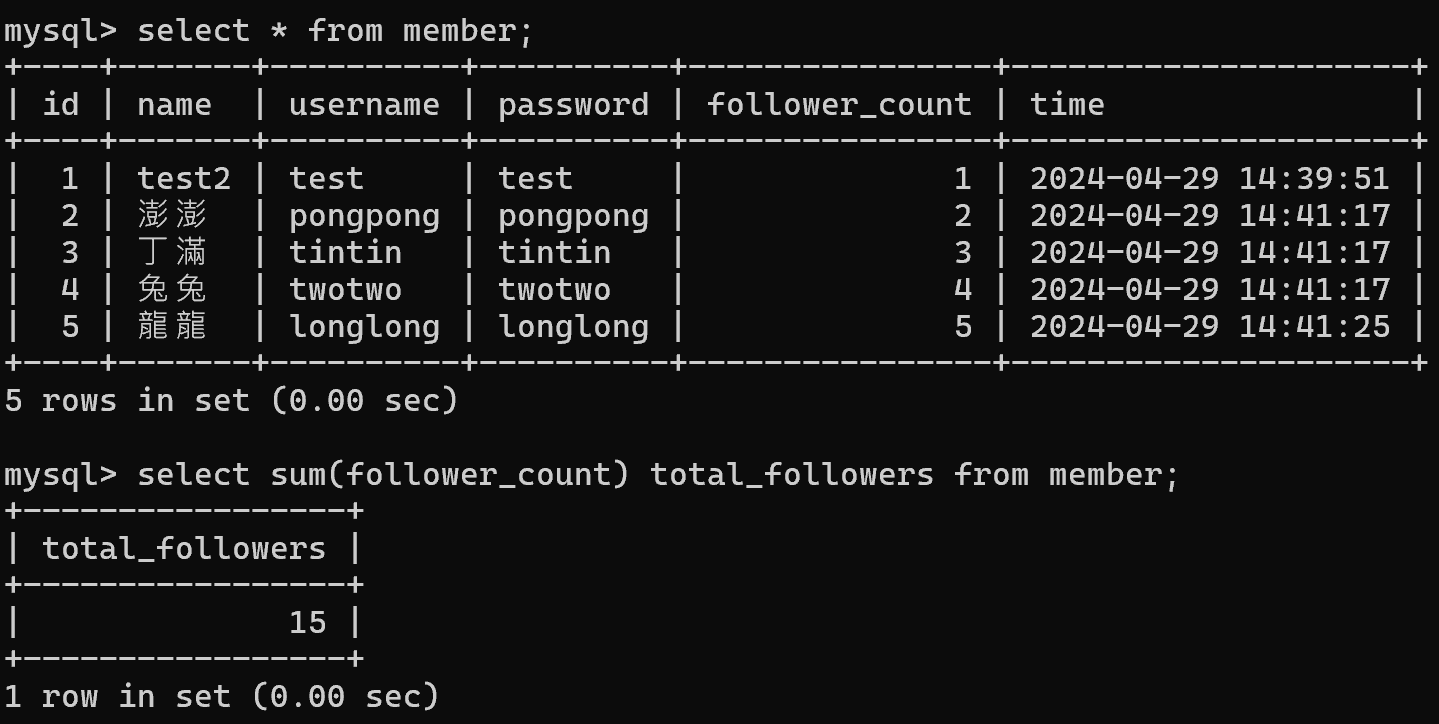 mysql> select * from member;
+----+-------+----------+----------+----------------+---------------------+
| id | name  | username | password | follower_count | time                |
+----+-------+----------+----------+----------------+---------------------+
|  1 | test2 | test     | test     |              1 | 2024-04-29 14:39:51 |
|  2 | 澎澎  | pongpong | pongpong |              2 | 2024-04-29 14:41:17 |
|  3 | 丁滿  | tintin   | tintin   |              3 | 2024-04-29 14:41:17 |
|  4 | 兔兔  | twotwo   | twotwo   |              4 | 2024-04-29 14:41:17 |
|  5 | 龍龍  | longlong | longlong |              5 | 2024-04-29 14:41:25 |
+----+-------+----------+----------+----------------+---------------------+
5 rows in set (0.00 sec)
mysql> select sum(follower_count) total_followers from member;
+-----------------+
| total_followers |
+-----------------+
|              15 |
+-----------------+
1 row in set (0.00 sec)